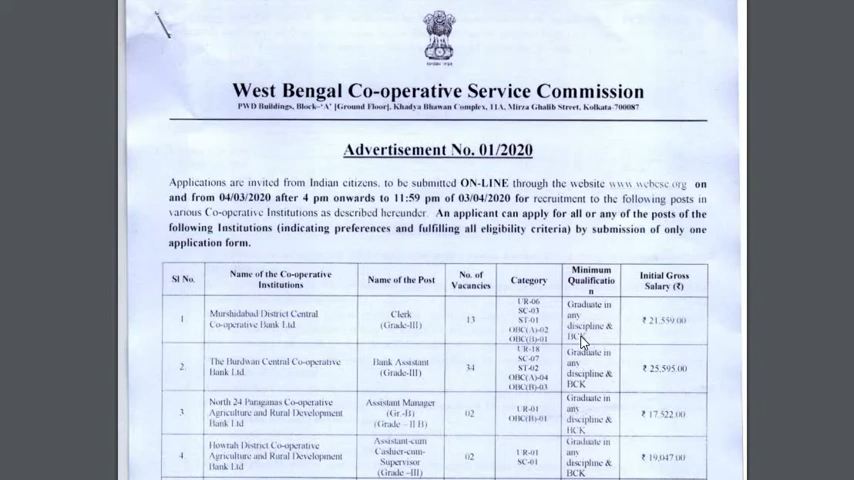 West Bengal Co-operative Service Commission
PWD Buildings, Block-'A' [Ground Floor], Khadya Bhawan Complex, 11A, Mirza Ghalib Street, Kolkata-700087
Advertisement No. 01/2020
Applications are invited from Indian citizens, to be submitted ON-LINE through the website www.webcsc.org on
and from 04/03/2020 after 4 pm onwards to 11:59 pm of 03/04/2020 for recruitment to the following posts in
various Co-operative Institutions as described hereunder. An applicant can apply for all or any of the posts of the
following Institutions (indicating preferences and fulfilling all eligibility criteria) by submission of only one
application form.
Sl No. Name of the Co-operative Institutions Name of the Post No. of Vacancies Category Minimum Qualificatio n Initial Gross Salary (₹)
1 Murshidabad District Central Co-operative Bank Ltd. Clerk (Grade-III) 13 UR-06 SC-03 ST-01 OBC(A)-02 OBC(B)-01 Graduate in any discipline & BCK ₹ 21,559.00
2. The Burdwan Central Co-operative Bank Ltd. Bank Assistant (Grade-III) 34 UR-18 SC-07 ST-02 OBC(A)-04 OBC(B)-03 Graduate in any discipline & BCK ₹ 25,595.00
3. North 24 Paraganas Co-operative Agriculture and Rural Development Bank Ltd Assistant Manager (Gr.-B) (Grade – II B) 02 UR-01 OBC(B)-01 Graduate in any discipline & BCK ₹ 17,522.00
4. Howrah District Co-operative Agriculture and Rural Development Bank Ltd Assistant-cum Cashier-cum- Supervisor (Grade –III) 02 UR-01 SC-01 Graduate in any discipline & BCK ₹ 19,047.00